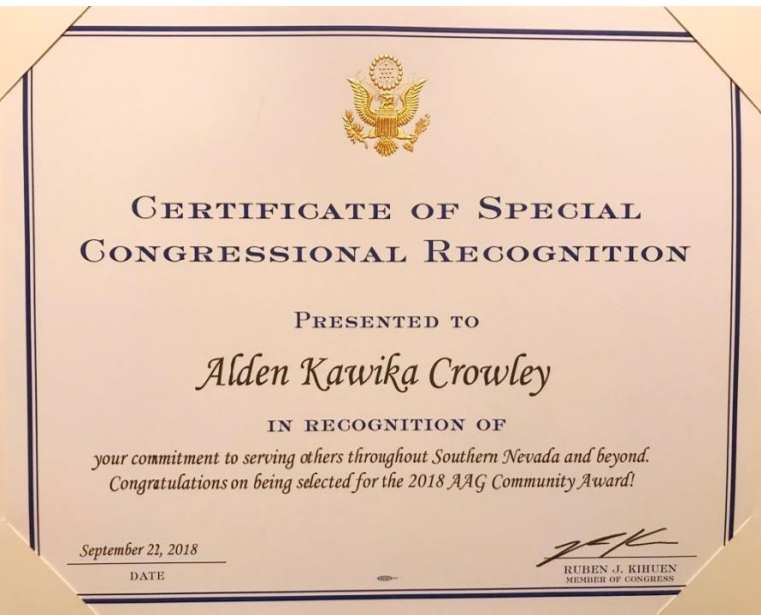 CERTIFICATE OF SPECIAL
CONGRESSIONAL RECOGNITION
PRESENTED TO
Alden Kawika Crowley
IN RECOGNITION OF
your commitment to serving others throughout Southern Nevada and beyond.
Congratulations on being selected for the 2018 AAG Community Award!
September 22, 2018
DATE
RUBEN J. KIHUEN
MEMBER OF CONGRESS